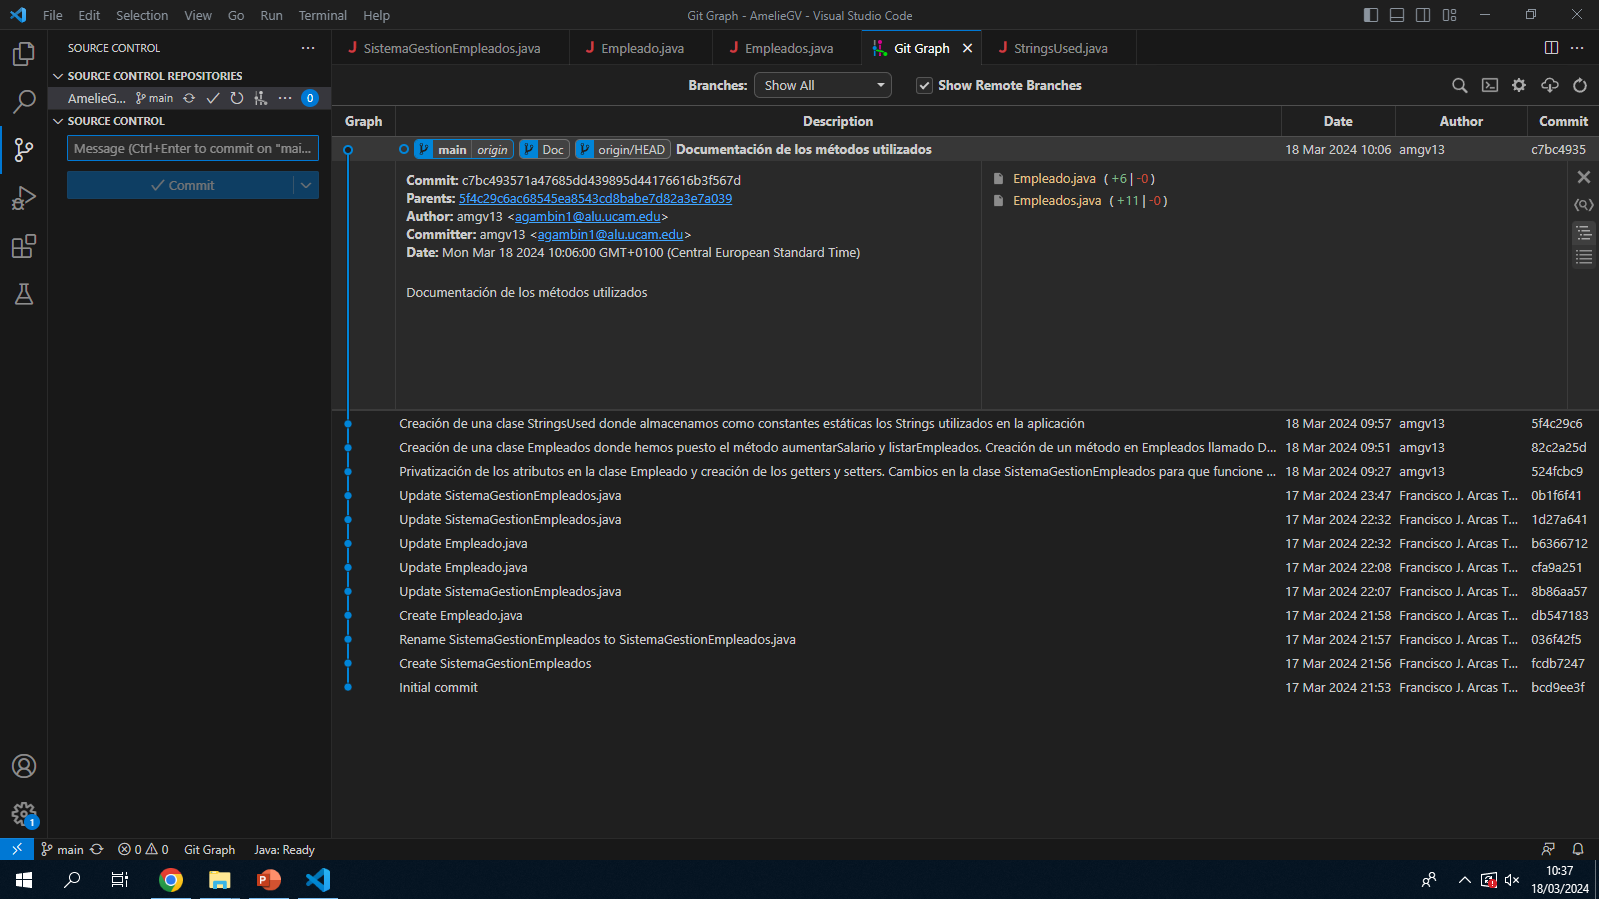 File Edit Selection View Go Run Terminal Help
Git Graph - AmelieGV - Visual Studio Code
SOURCE CONTROL
SistemaGestionEmpleados.java Empleado.java Empleados.java Git Graph StringsUsed.java
SOURCE CONTROL REPOSITORIES
AmelieG... main 0
SOURCE CONTROL
Message (Ctrl+Enter to commit on "mai...
Commit
Branches: Show All Show Remote Branches
Graph Description Date Author Commit
main origin Doc origin/HEAD Documentación de los métodos utilizados 18 Mar 2024 10:06 amgv13 c7bc4935
Commit: c7bc493571a47685dd439895d44176616b3f567d
Parents: 5f4c29c6ac68545ea8543cd8babe7d82a3e7a039
Author: amgv13 <agambin1@alu.ucam.edu>
Committer: amgv13 <agambin1@alu.ucam.edu>
Date: Mon Mar 18 2024 10:06:00 GMT+0100 (Central European Standard Time)
Documentación de los métodos utilizados
Empleado.java (+6|-0)
Empleados.java (+11|-0)
Creación de una clase StringsUsed donde almacenamos como constantes estáticas los Strings utilizados en la aplicación 18 Mar 2024 09:57 amgv13 5f4c29c6
Creación de una clase Empleados donde hemos puesto el método aumentarSalario y listarEmpleados. Creación de un método en Empleados llamado D... 18 Mar 2024 09:51 amgv13 82c2a25d
Privatización de los atributos en la clase Empleado y creación de los getters y setters. Cambios en la clase SistemaGestionEmpleados para que funcione ... 18 Mar 2024 09:27 amgv13 524fcbc9
Update SistemaGestionEmpleados.java 17 Mar 2024 23:47 Francisco J. Arcas T... 0b1f6f41
Update SistemaGestionEmpleados.java 17 Mar 2024 22:32 Francisco J. Arcas T... 1d27a641
Update Empleado.java 17 Mar 2024 22:32 Francisco J. Arcas T... b6366712
Update Empleado.java 17 Mar 2024 22:08 Francisco J. Arcas T... cfa9a251
Update SistemaGestionEmpleados.java 17 Mar 2024 22:07 Francisco J. Arcas T... 8b86aa57
Create Empleado.java 17 Mar 2024 21:58 Francisco J. Arcas T... db547183
Rename SistemaGestionEmpleados to SistemaGestionEmpleados.java 17 Mar 2024 21:57 Francisco J. Arcas T... 036f42f5
Create SistemaGestionEmpleados 17 Mar 2024 21:56 Francisco J. Arcas T... fcdb7247
Initial commit 17 Mar 2024 21:53 Francisco J. Arcas T... bcd9ee3f
1
main 0 0 Git Graph Java: Ready
10:37
18/03/2024